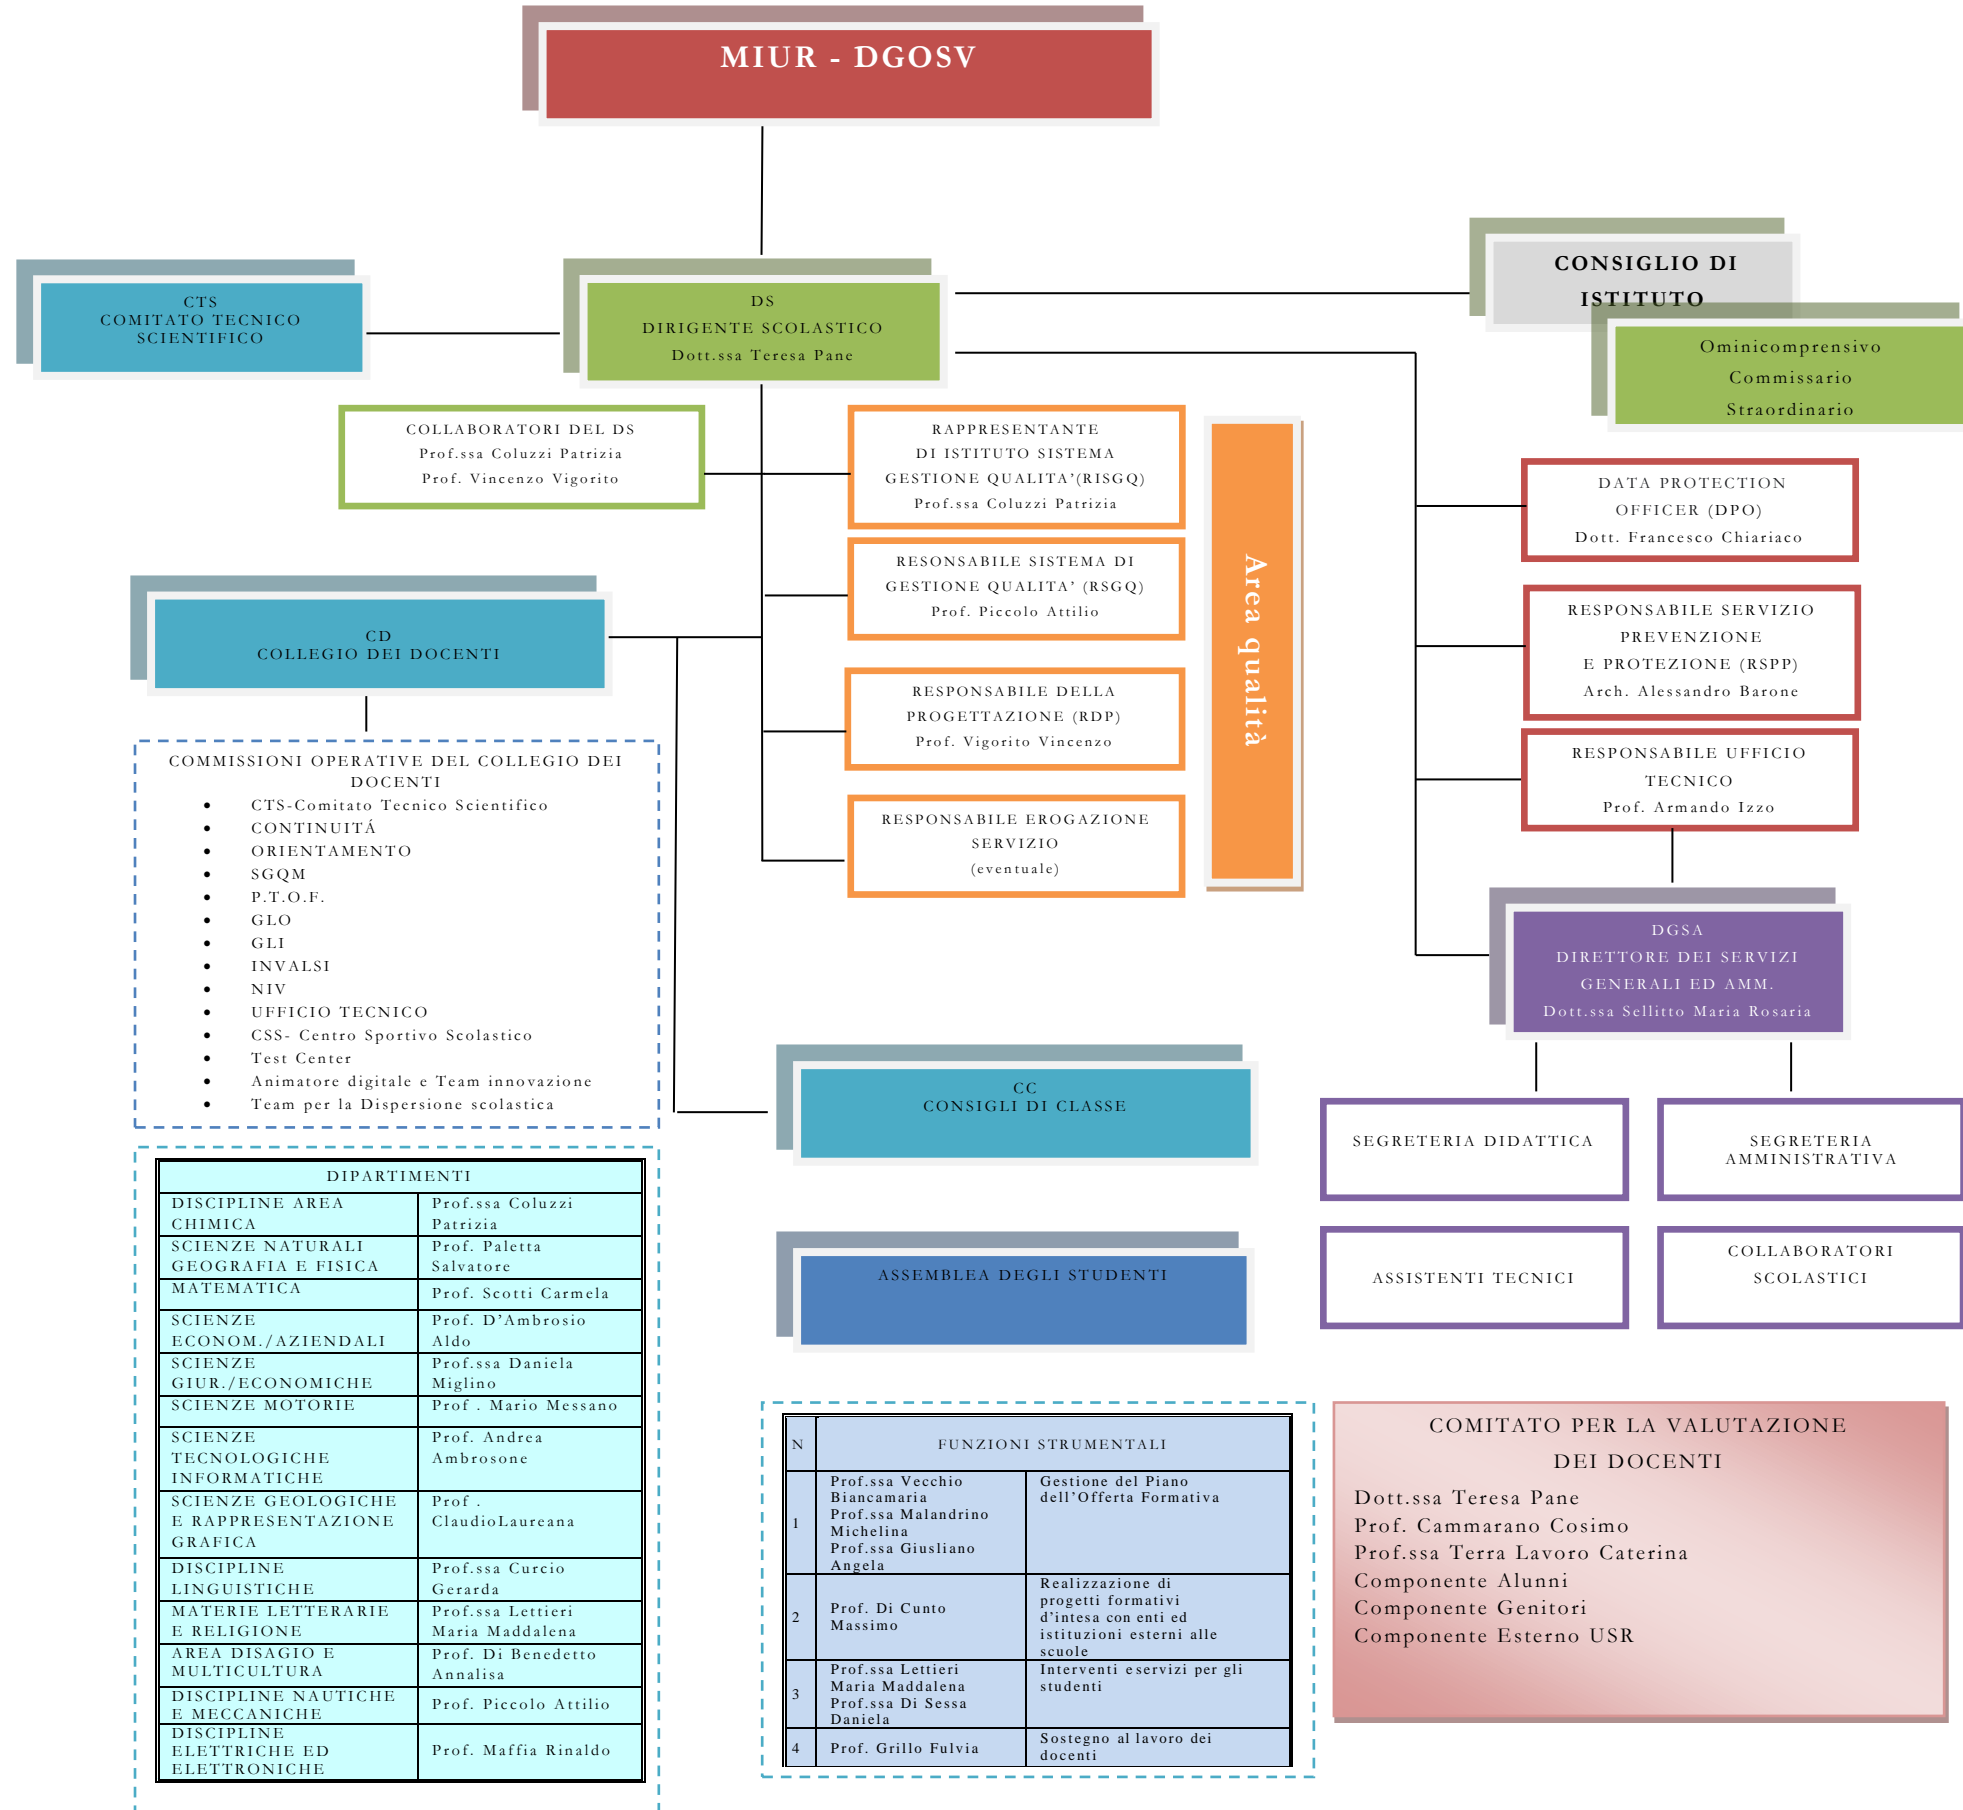 MIUR - DGOSV
CTS
COMITATO TECNICO
SCIENTIFICO
DS
DIRIGENTE SCOLASTICO
Dott.ssa Teresa Pane
CONSIGLIO DI
ISTITUTO
Ominicomprensivo
Commissario
Straordinario
COLLABORATORI DEL DS
Prof.ssa Coluzzi Patrizia
Prof. Vincenzo Vigorito
RAPPRESENTANTE
DI ISTITUTO SISTEMA
GESTIONE QUALITA'(RISGQ)
Prof.ssa Coluzzi Patrizia
RESONSABILE SISTEMA DI
GESTIONE QUALITA' (RSGQ)
Prof. Piccolo Attilio
RESPONSABILE DELLA
PROGETTAZIONE (RDP)
Prof. Vigorito Vincenzo
RESPONSABILE EROGAZIONE
SERVIZIO
(eventuale)
Area qualità
DATA PROTECTION
OFFICER (DPO)
Dott. Francesco Chiariaco
RESPONSABILE SERVIZIO
PREVENZIONE
E PROTEZIONE (RSPP)
Arch. Alessandro Barone
RESPONSABILE UFFICIO
TECNICO
Prof. Armando Izzo
DGSA
DIRETTORE DEI SERVIZI
GENERALI ED AMM.
Dott.ssa Sellitto Maria Rosaria
SEGRETERIA DIDATTICA
SEGRETERIA
AMMINISTRATIVA
ASSISTENTI TECNICI
COLLABORATORI
SCOLASTICI
CD
COLLEGIO DEI DOCENTI
COMMISSIONI OPERATIVE DEL COLLEGIO DEI
DOCENTI
• CTS-Comitato Tecnico Scientifico
• CONTINUITÁ
• ORIENTAMENTO
• SGQM
• P.T.O.F.
• GLO
• GLI
• INVALSI
• NIV
• UFFICIO TECNICO
• CSS- Centro Sportivo Scolastico
• Test Center
• Animatore digitale e Team innovazione
• Team per la Dispersione scolastica
CC
CONSIGLI DI CLASSE
ASSEMBLEA DEGLI STUDENTI
DIPARTIMENTI
DISCIPLINE AREA
CHIMICA
Prof.ssa Coluzzi
Patrizia
SCIENZE NATURALI
GEOGRAFIA E FISICA
Prof. Paletta
Salvatore
MATEMATICA
Prof. Scotti Carmela
SCIENZE
ECONOM./AZIENDALI
Prof. D'Ambrosio
Aldo
SCIENZE
GIUR./ECONOMICHE
Prof.ssa Daniela
Miglino
SCIENZE MOTORIE
Prof . Mario Messano
SCIENZE
TECNOLOGICHE
INFORMATICHE
Prof. Andrea
Ambrosone
SCIENZE GEOLOGICHE
E RAPPRESENTAZIONE
GRAFICA
Prof .
ClaudioLaureana
DISCIPLINE
LINGUISTICHE
Prof.ssa Curcio
Gerarda
MATERIE LETTERARIE
E RELIGIONE
Prof.ssa Lettieri
Maria Maddalena
AREA DISAGIO E
MULTICULTURA
Prof. Di Benedetto
Annalisa
DISCIPLINE NAUTICHE
E MECCANICHE
Prof. Piccolo Attilio
DISCIPLINE
ELETTRICHE ED
ELETTRONICHE
Prof. Maffia Rinaldo
N
FUNZIONI STRUMENTALI
1
Prof.ssa Vecchio
Biancamaria
Prof.ssa Malandrino
Michelina
Prof.ssa Giusliano
Angela
Gestione del Piano
dell'Offerta Formativa
2
Prof. Di Cunto
Massimo
Realizzazione di
progetti formativi
d'intesa con enti ed
istituzioni esterni alle
scuole
3
Prof.ssa Lettieri
Maria Maddalena
Prof.ssa Di Sessa
Daniela
Interventi e servizi per gli
studenti
4
Prof. Grillo Fulvia
Sostegno al lavoro dei
docenti
COMITATO PER LA VALUTAZIONE
DEI DOCENTI
Dott.ssa Teresa Pane
Prof. Cammarano Cosimo
Prof.ssa Terra Lavoro Caterina
Componente Alunni
Componente Genitori
Componente Esterno USR